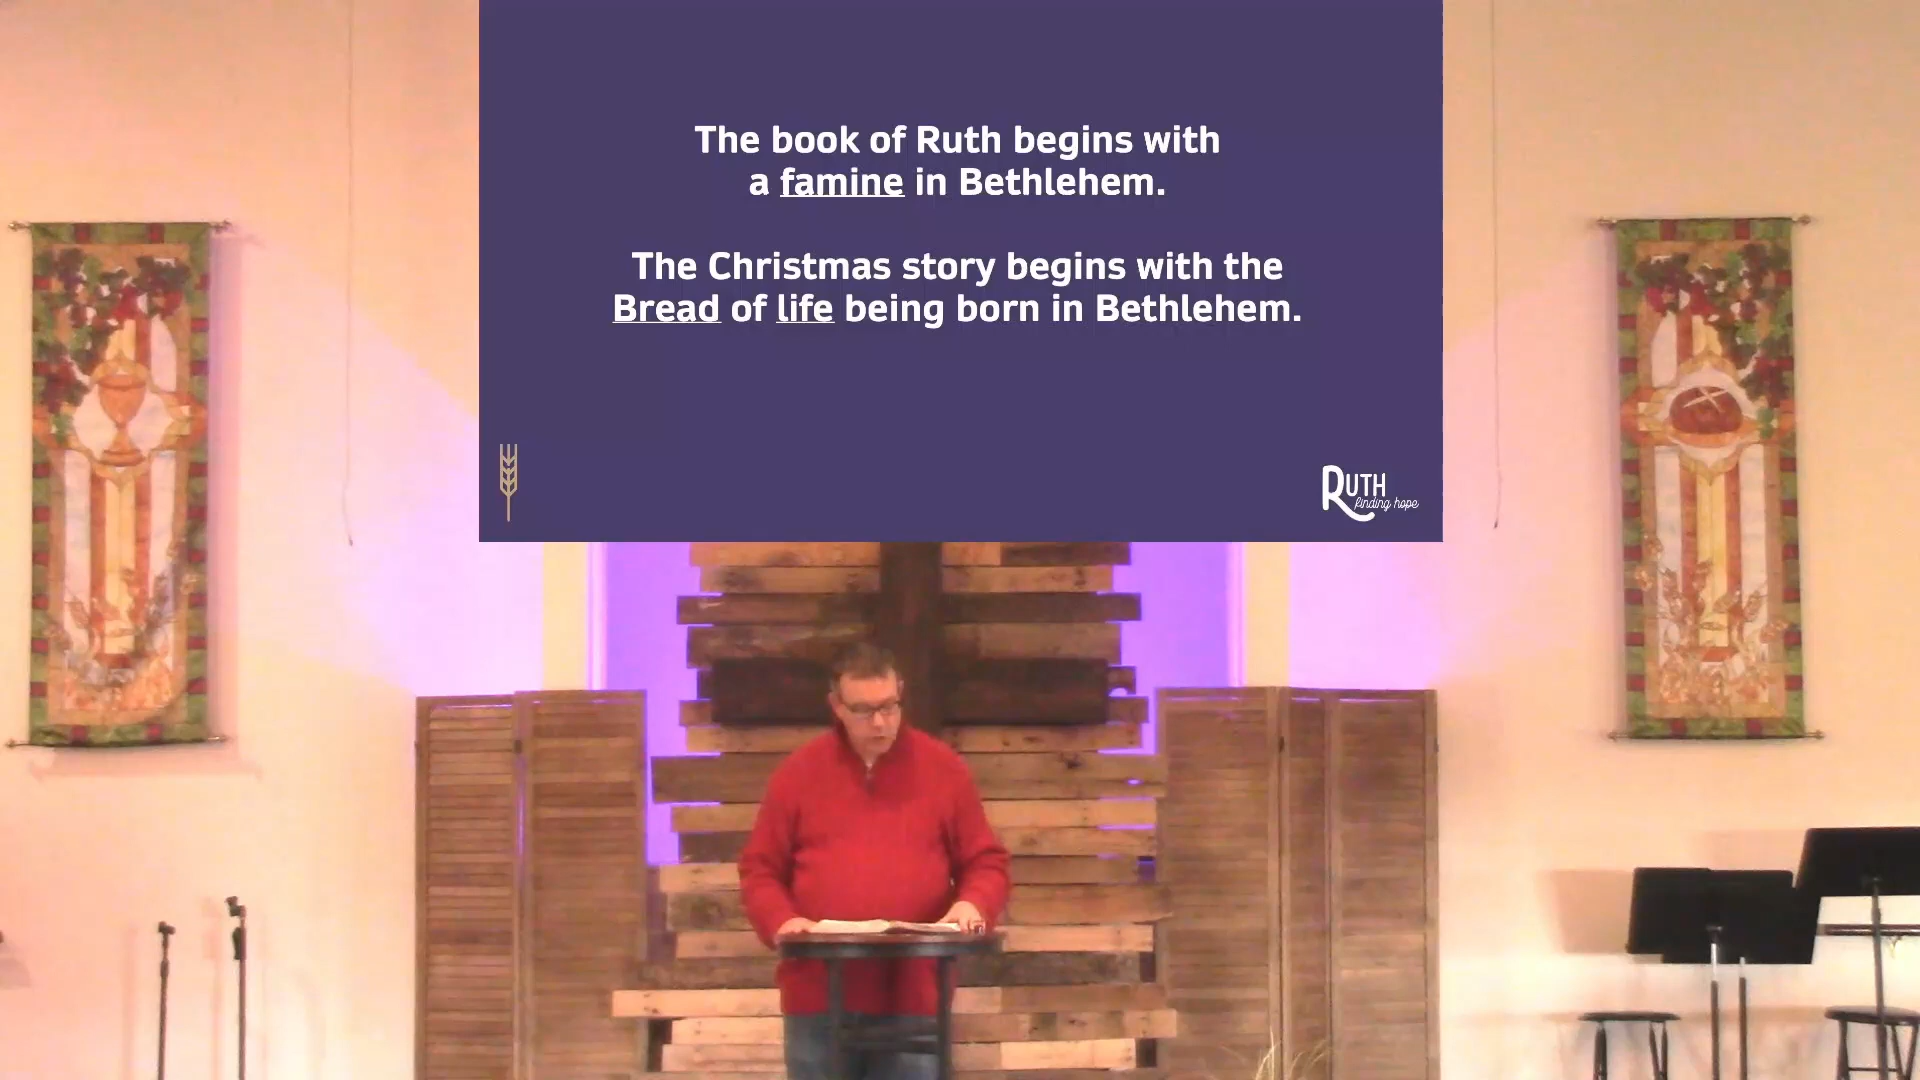 The book of Ruth begins with
a famine in Bethlehem.
The Christmas story begins with the
Bread of life being born in Bethlehem.
RUTH
finding hope